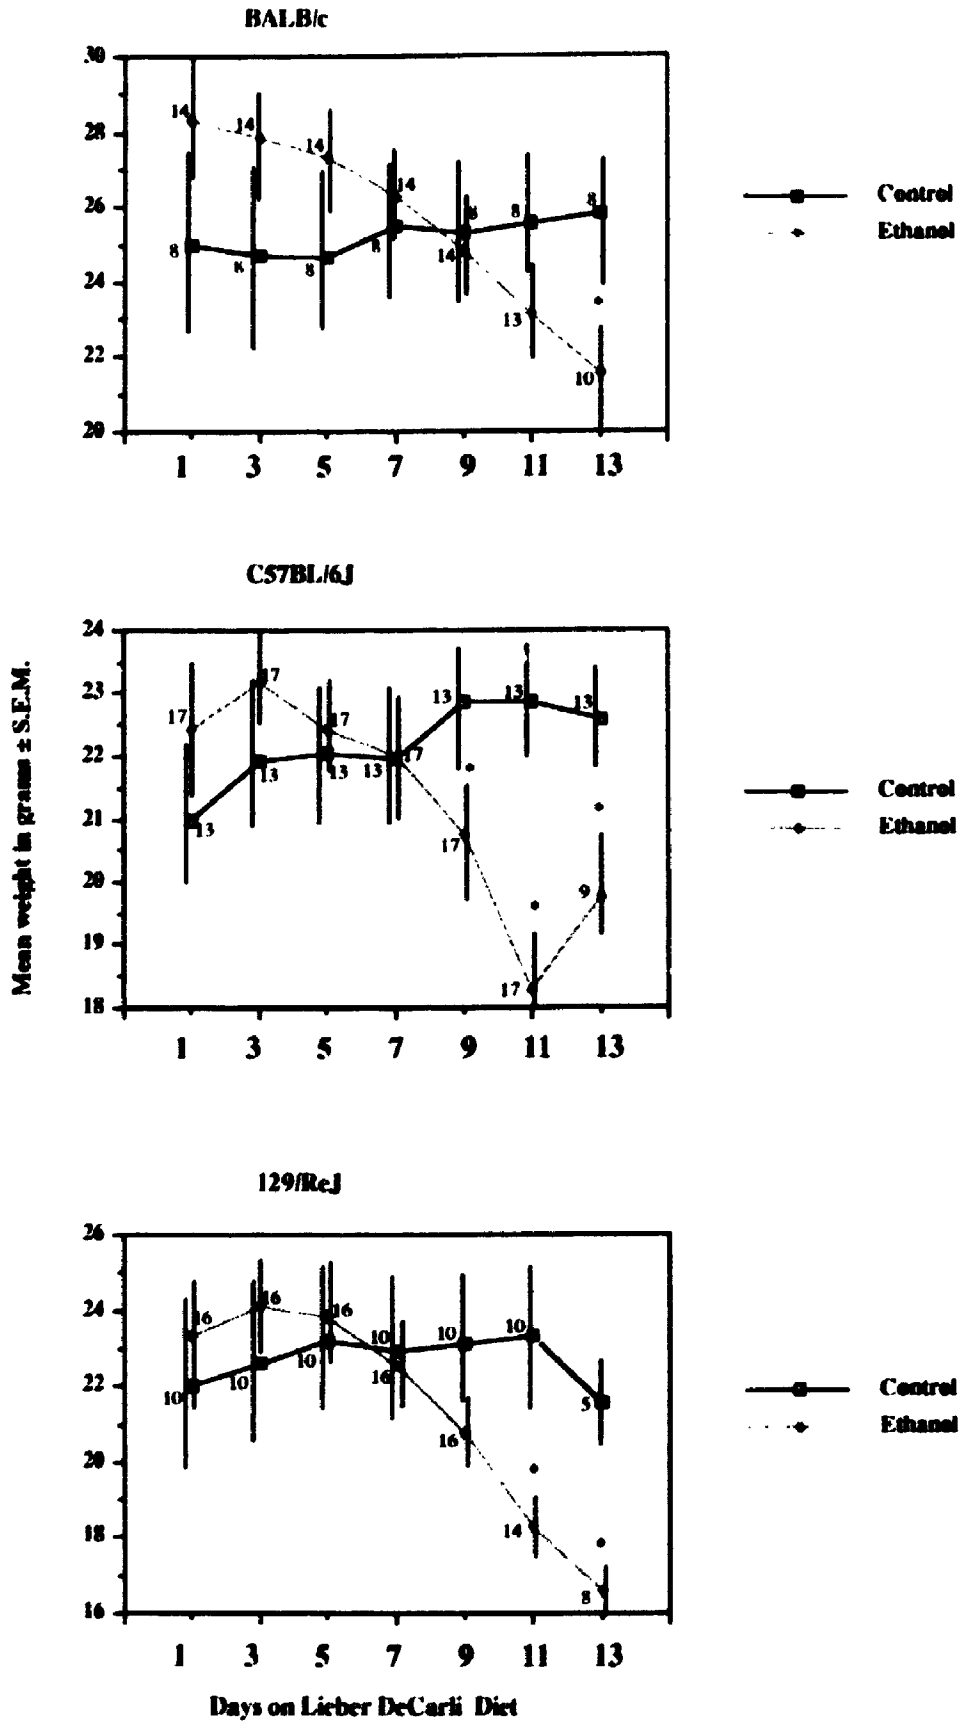 BALB/c
30
28
26
24
22
20
14 14 14 14 14 13 10
8 8 8 8 8 8 8
1 3 5 7 9 11 13
Control
Ethanol
C57BL/6J
Mean weight in grams ± S.E.M.
24
23
22
21
20
19
18
17 17 17 17 17 17 9
13 13 13 13 13 13 13
1 3 5 7 9 11 13
Control
Ethanol
129/ReJ
26
24
22
20
18
16
16 16 16 16 16 14 8
10 10 10 10 10 10 5
1 3 5 7 9 11 13
Control
Ethanol
Days on Lieber DeCarli Diet